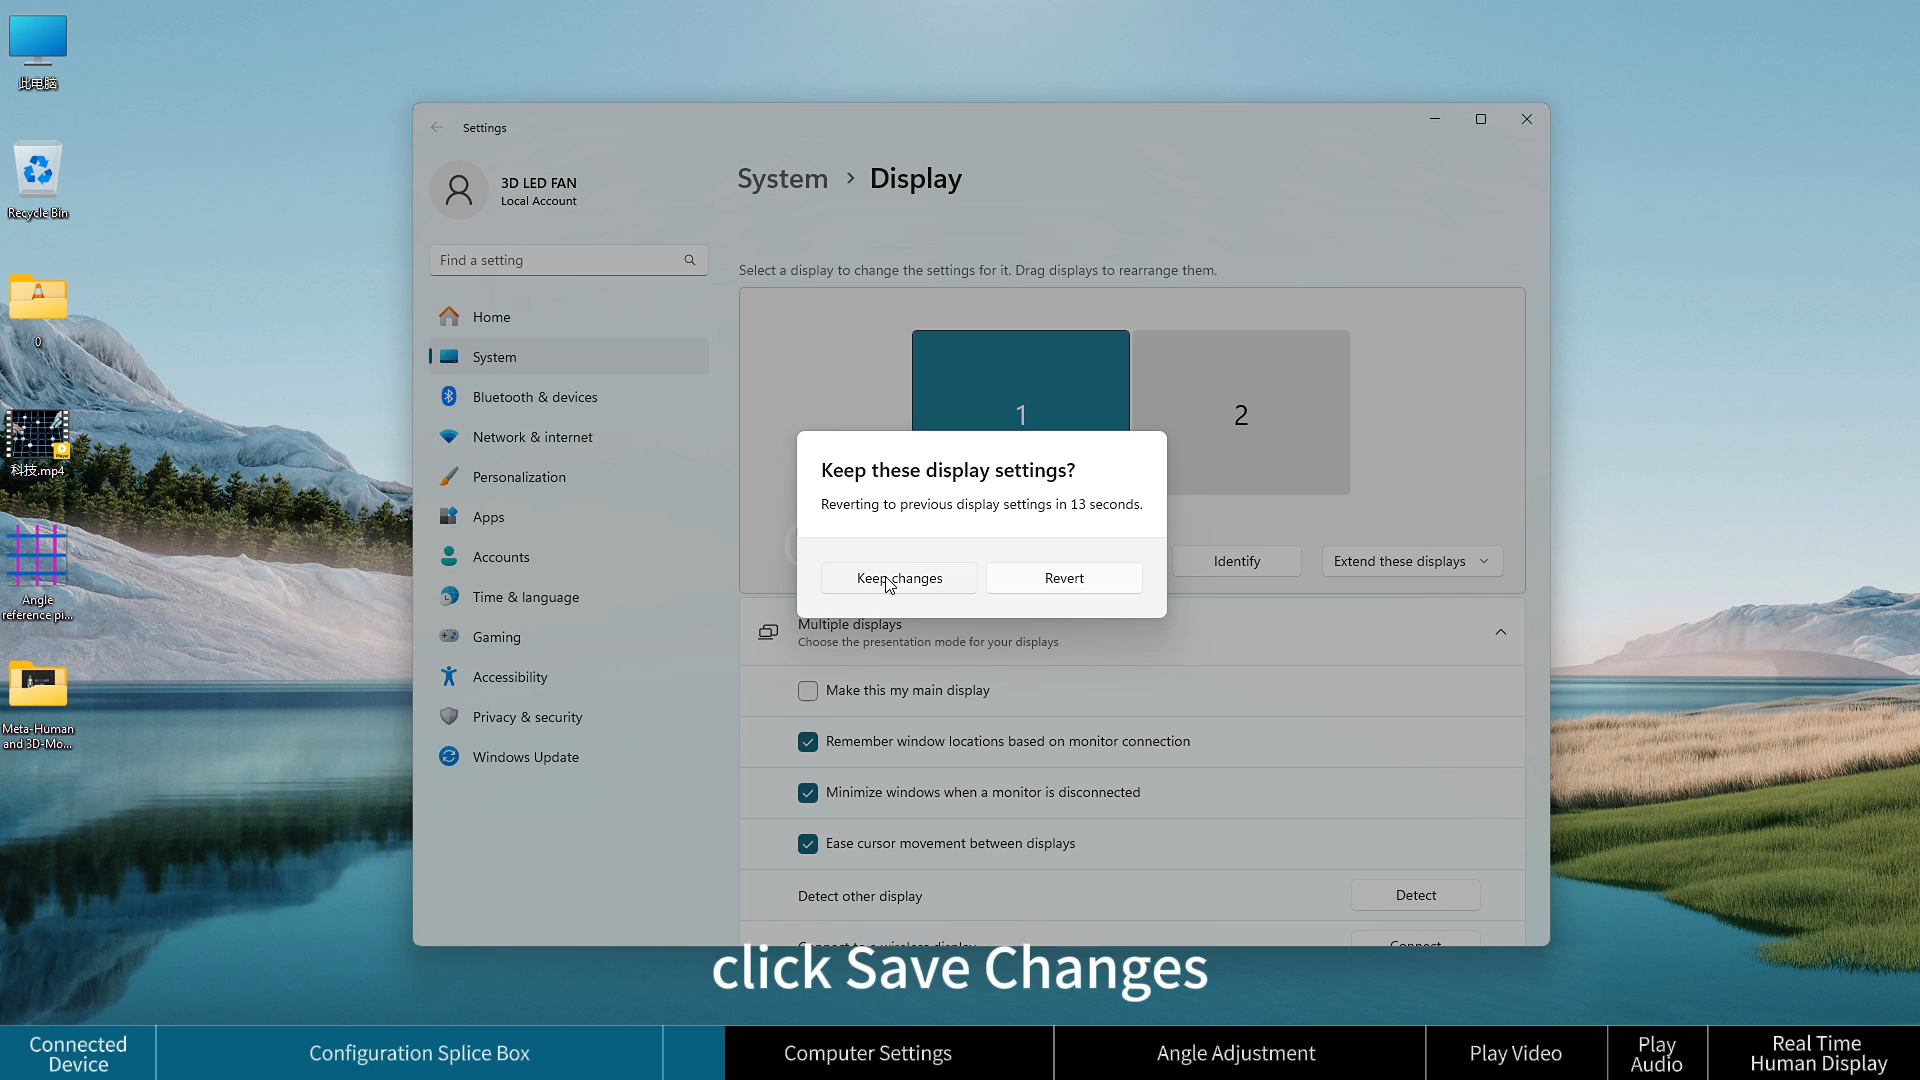 此电脑
Recycle Bin
0
科技.mp4
Angle
reference pi...
Meta-Human
and 3D-Mo...
Settings
3D LED FAN
Local Account
Find a setting
Home
System
Bluetooth & devices
Network & internet
Personalization
Apps
Accounts
Time & language
Gaming
Accessibility
Privacy & security
Windows Update
System > Display
Select a display to change the settings for it. Drag displays to rearrange them.
1
2
Keep these display settings?
Reverting to previous display settings in 13 seconds.
Keep changes
Revert
Identify
Extend these displays
Multiple displays
Choose the presentation mode for your displays
Make this my main display
Remember window locations based on monitor connection
Minimize windows when a monitor is disconnected
Ease cursor movement between displays
Detect other display
Detect
Connect to a wireless display
Connect
click Save Changes
Connected
Device
Configuration Splice Box
Computer Settings
Angle Adjustment
Play Video
Play
Audio
Real Time
Human Display